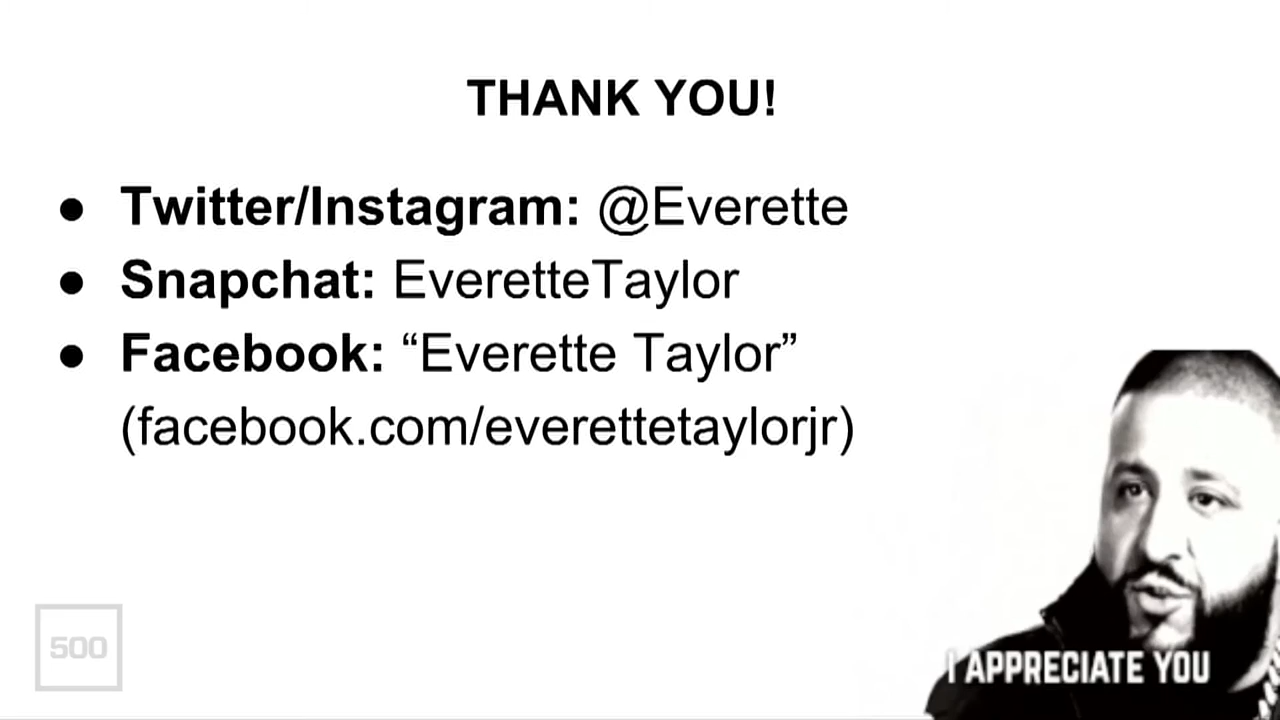 THANK YOU!
● Twitter/Instagram: @Everette
● Snapchat: EveretteTaylor
● Facebook: “Everette Taylor”
(facebook.com/everettetaylorjr)
500
I APPRECIATE YOU